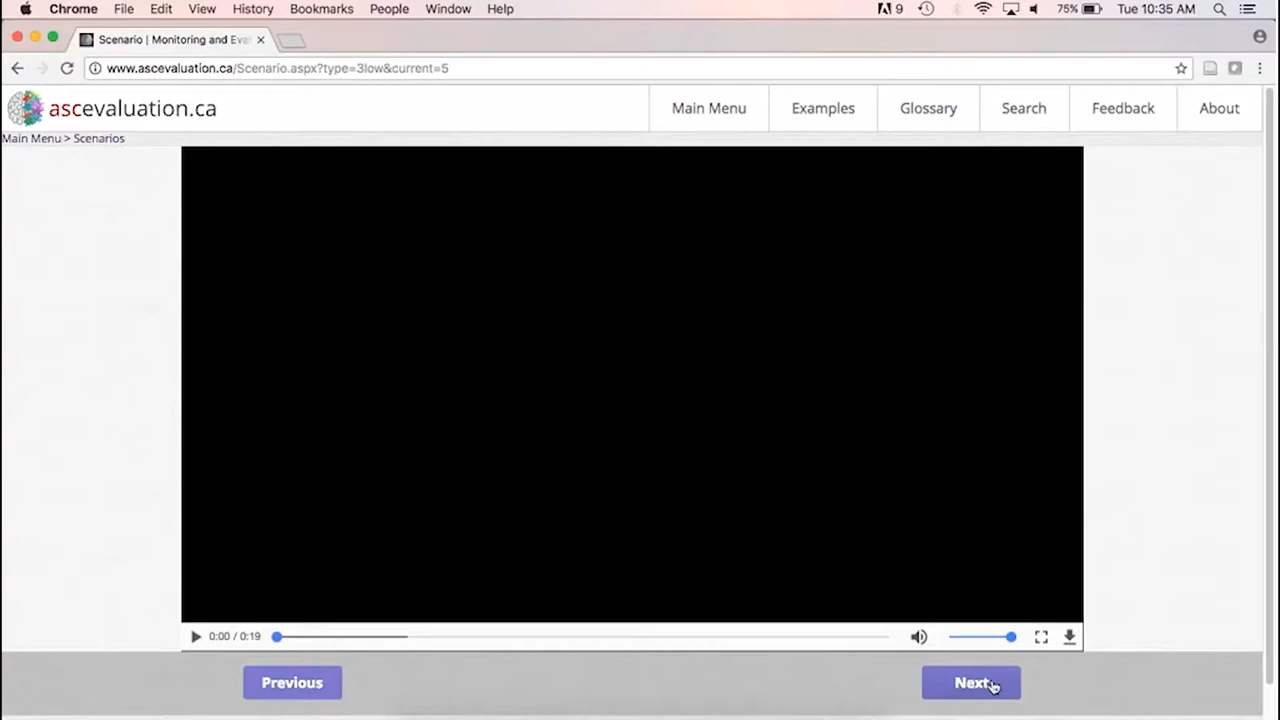 Chrome File Edit View History Bookmarks People Window Help 9 75% Tue 10:35 AM
Scenario | Monitoring and Eva
www.ascevaluation.ca/Scenario.aspx?type=3low&current=5
ascevaluation.ca Main Menu Examples Glossary Search Feedback About
Main Menu > Scenarios
0:00 / 0:19
Previous Next